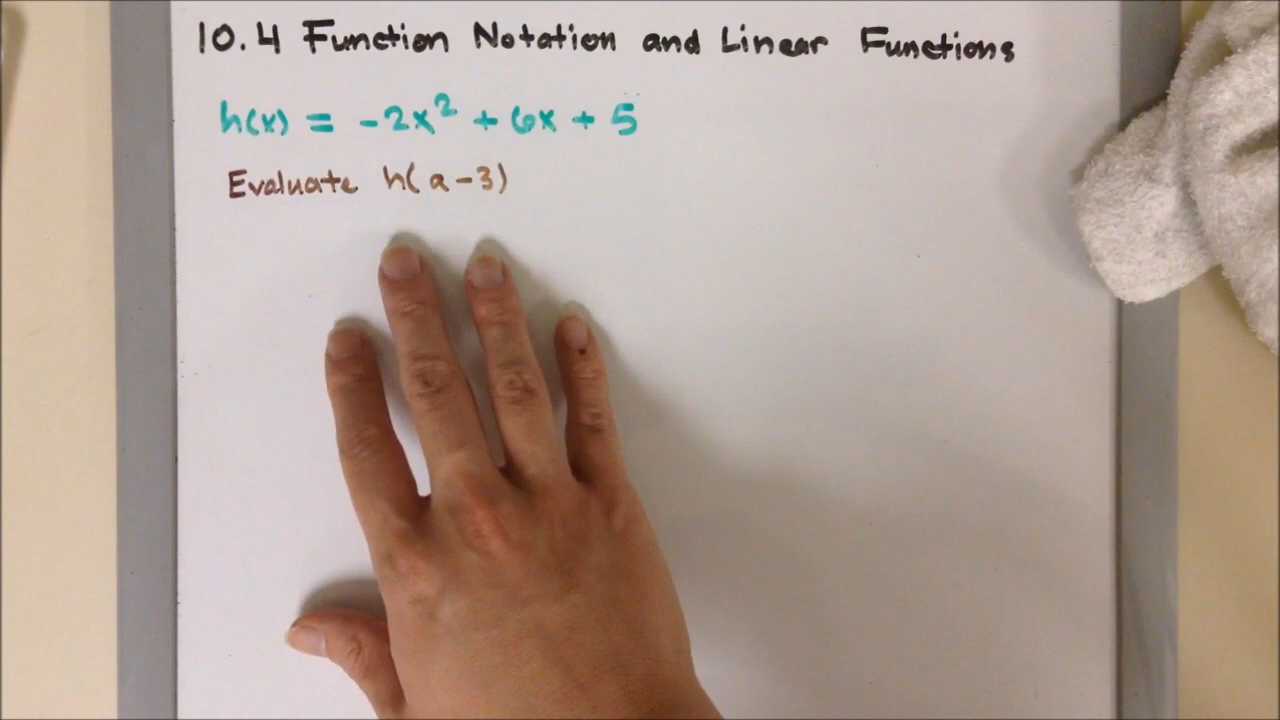 10.4 Function Notation and Linear Functions
h(x) = -2x² + 6x + 5
Evaluate h(a-3)